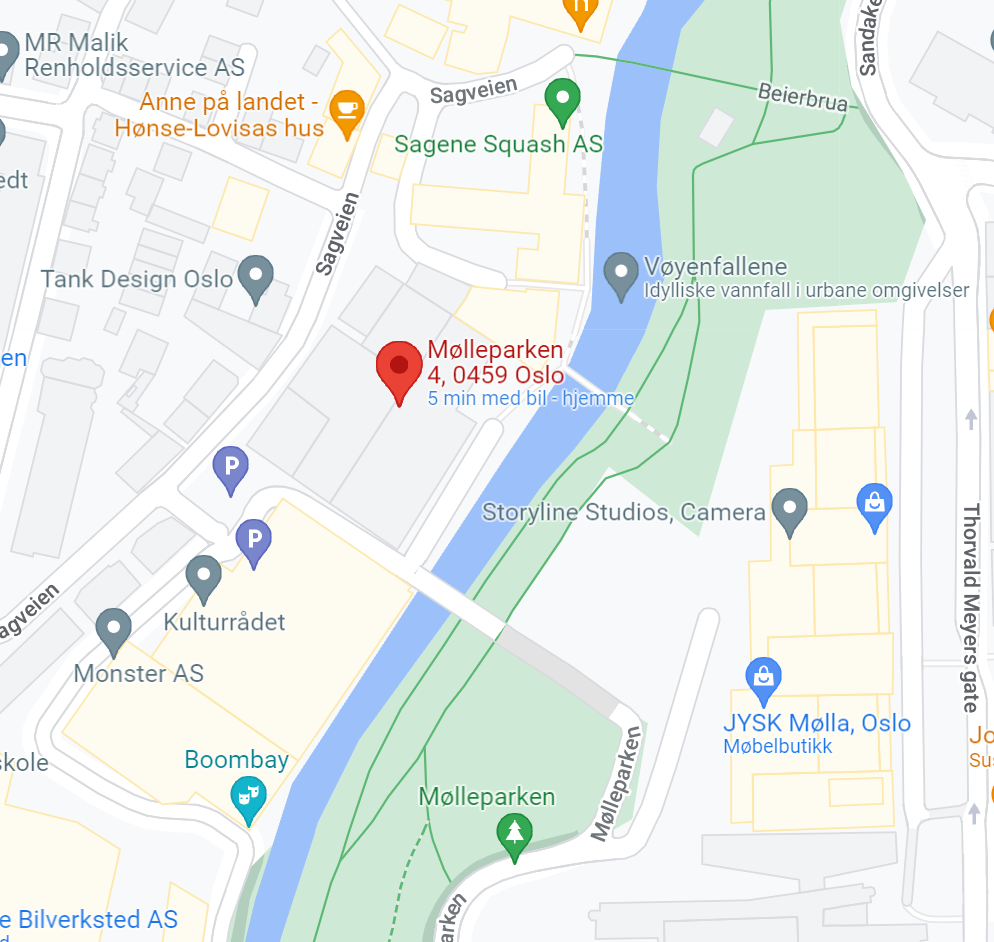 MR Malik
Renholdsservice AS
Anne på landet -
Hønse-Lovisas hus
Sagveien
Sagene Squash AS
Beierbrua
Sandake
edt
Sagveien
Tank Design Oslo
Vøyenfallene
Idylliske vannfall i urbane omgivelser
en
Mølleparken
4, 0459 Oslo
5 min med bil - hjemme
P
Storyline Studios, Camera
P
Thorvald Meyers gate
agveien
Kulturrådet
Monster AS
JYSK Mølla, Oslo
Møbelbutikk
Jo
Sus
skole
Boombay
Mølleparken
Mølleparken
arken
e Bilverksted AS